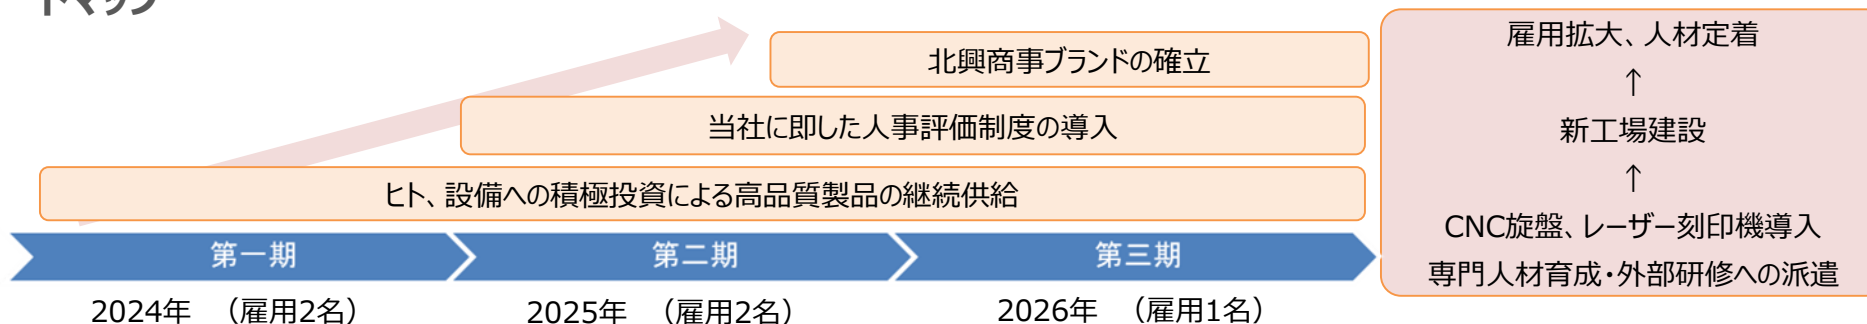 トマップ
北興商事ブランドの確立
当社に即した人事評価制度の導入
ヒト、設備への積極投資による高品質製品の継続供給
第一期
第二期
第三期
2024年 （雇用2名）
2025年 （雇用2名）
2026年 （雇用1名）
雇用拡大、人材定着
↑
新工場建設
↑
CNC旋盤、レーザー刻印機導入
専門人材育成・外部研修への派遣